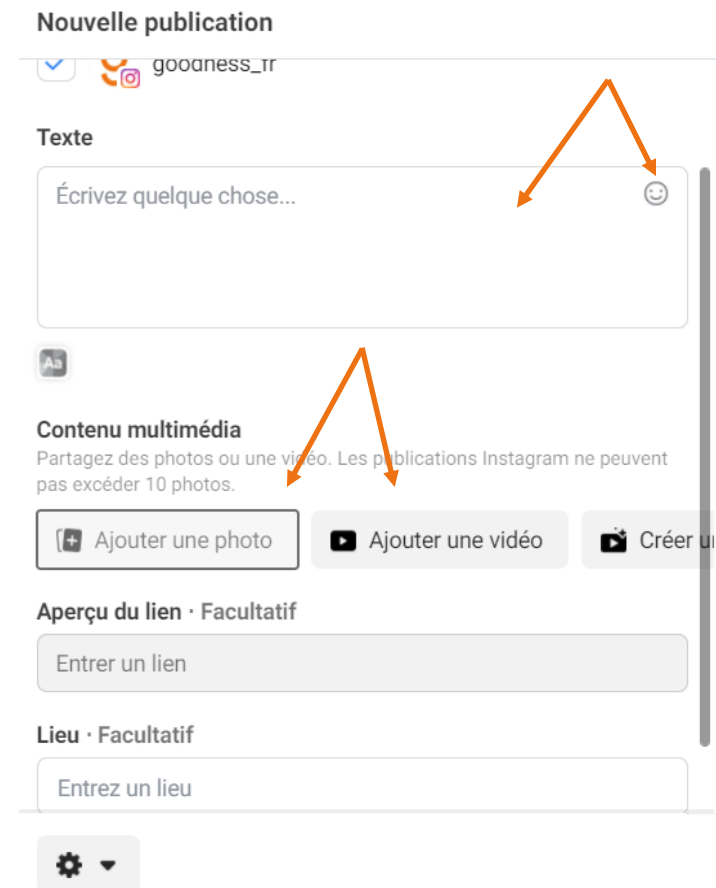 Nouvelle publication
goodness_fr
Texte
Écrivez quelque chose...
Aa
Contenu multimédia
Partagez des photos ou une vidéo. Les publications Instagram ne peuvent
pas excéder 10 photos.
Ajouter une photo
Ajouter une vidéo
Créer
Aperçu du lien · Facultatif
Entrer un lien
Lieu · Facultatif
Entrez un lieu